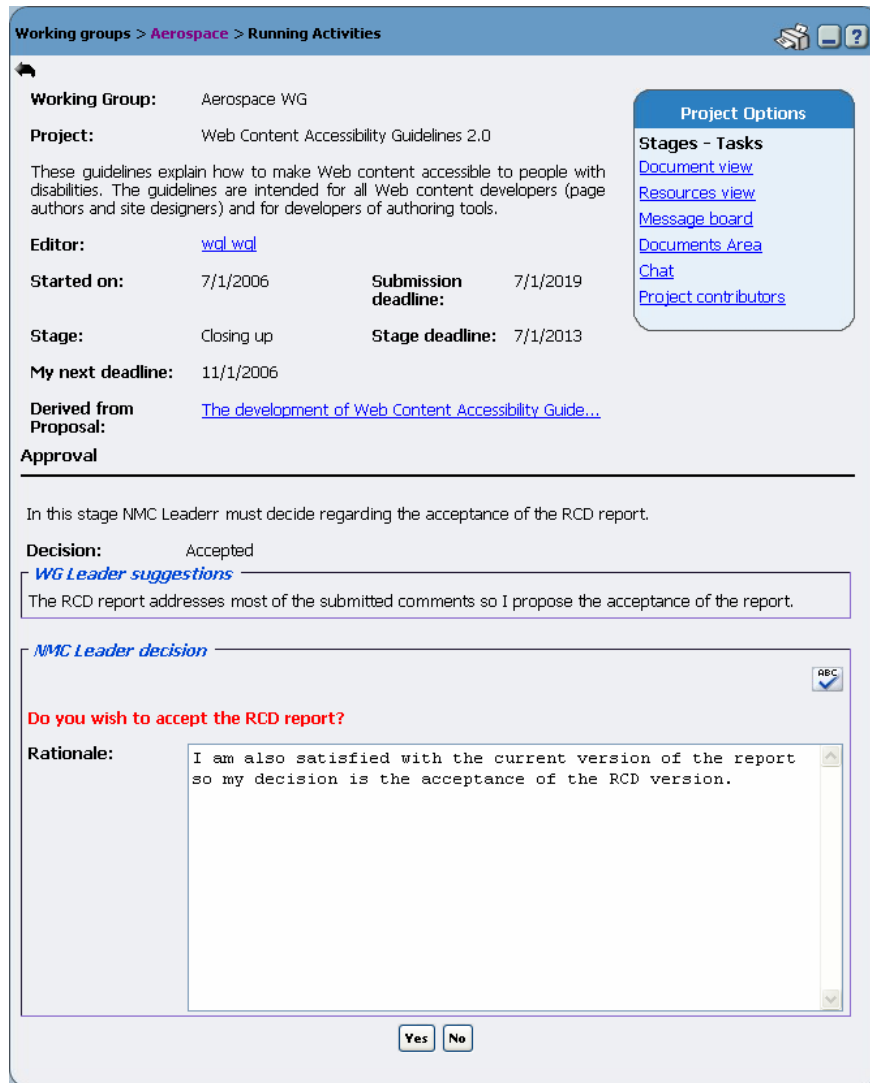 Working groups > Aerospace > Running Activities
?
Working Group: Aerospace WG
Project: Web Content Accessibility Guidelines 2.0
These guidelines explain how to make Web content accessible to people with
disabilities. The guidelines are intended for all Web content developers (page
authors and site designers) and for developers of authoring tools.
Editor: wgl wgl
Started on: 7/1/2006 Submission deadline: 7/1/2019
Stage: Closing up Stage deadline: 7/1/2013
My next deadline: 11/1/2006
Derived from Proposal: The development of Web Content Accessibility Guide...
Project Options
Stages - Tasks
Document view
Resources view
Message board
Documents Area
Chat
Project contributors
Approval
In this stage NMC Leaderr must decide regarding the acceptance of the RCD report.
Decision: Accepted
WG Leader suggestions
The RCD report addresses most of the submitted comments so I propose the acceptance of the report.
NMC Leader decision
ABC
Do you wish to accept the RCD report?
Rationale: I am also satisfied with the current version of the report
so my decision is the acceptance of the RCD version.
Yes No